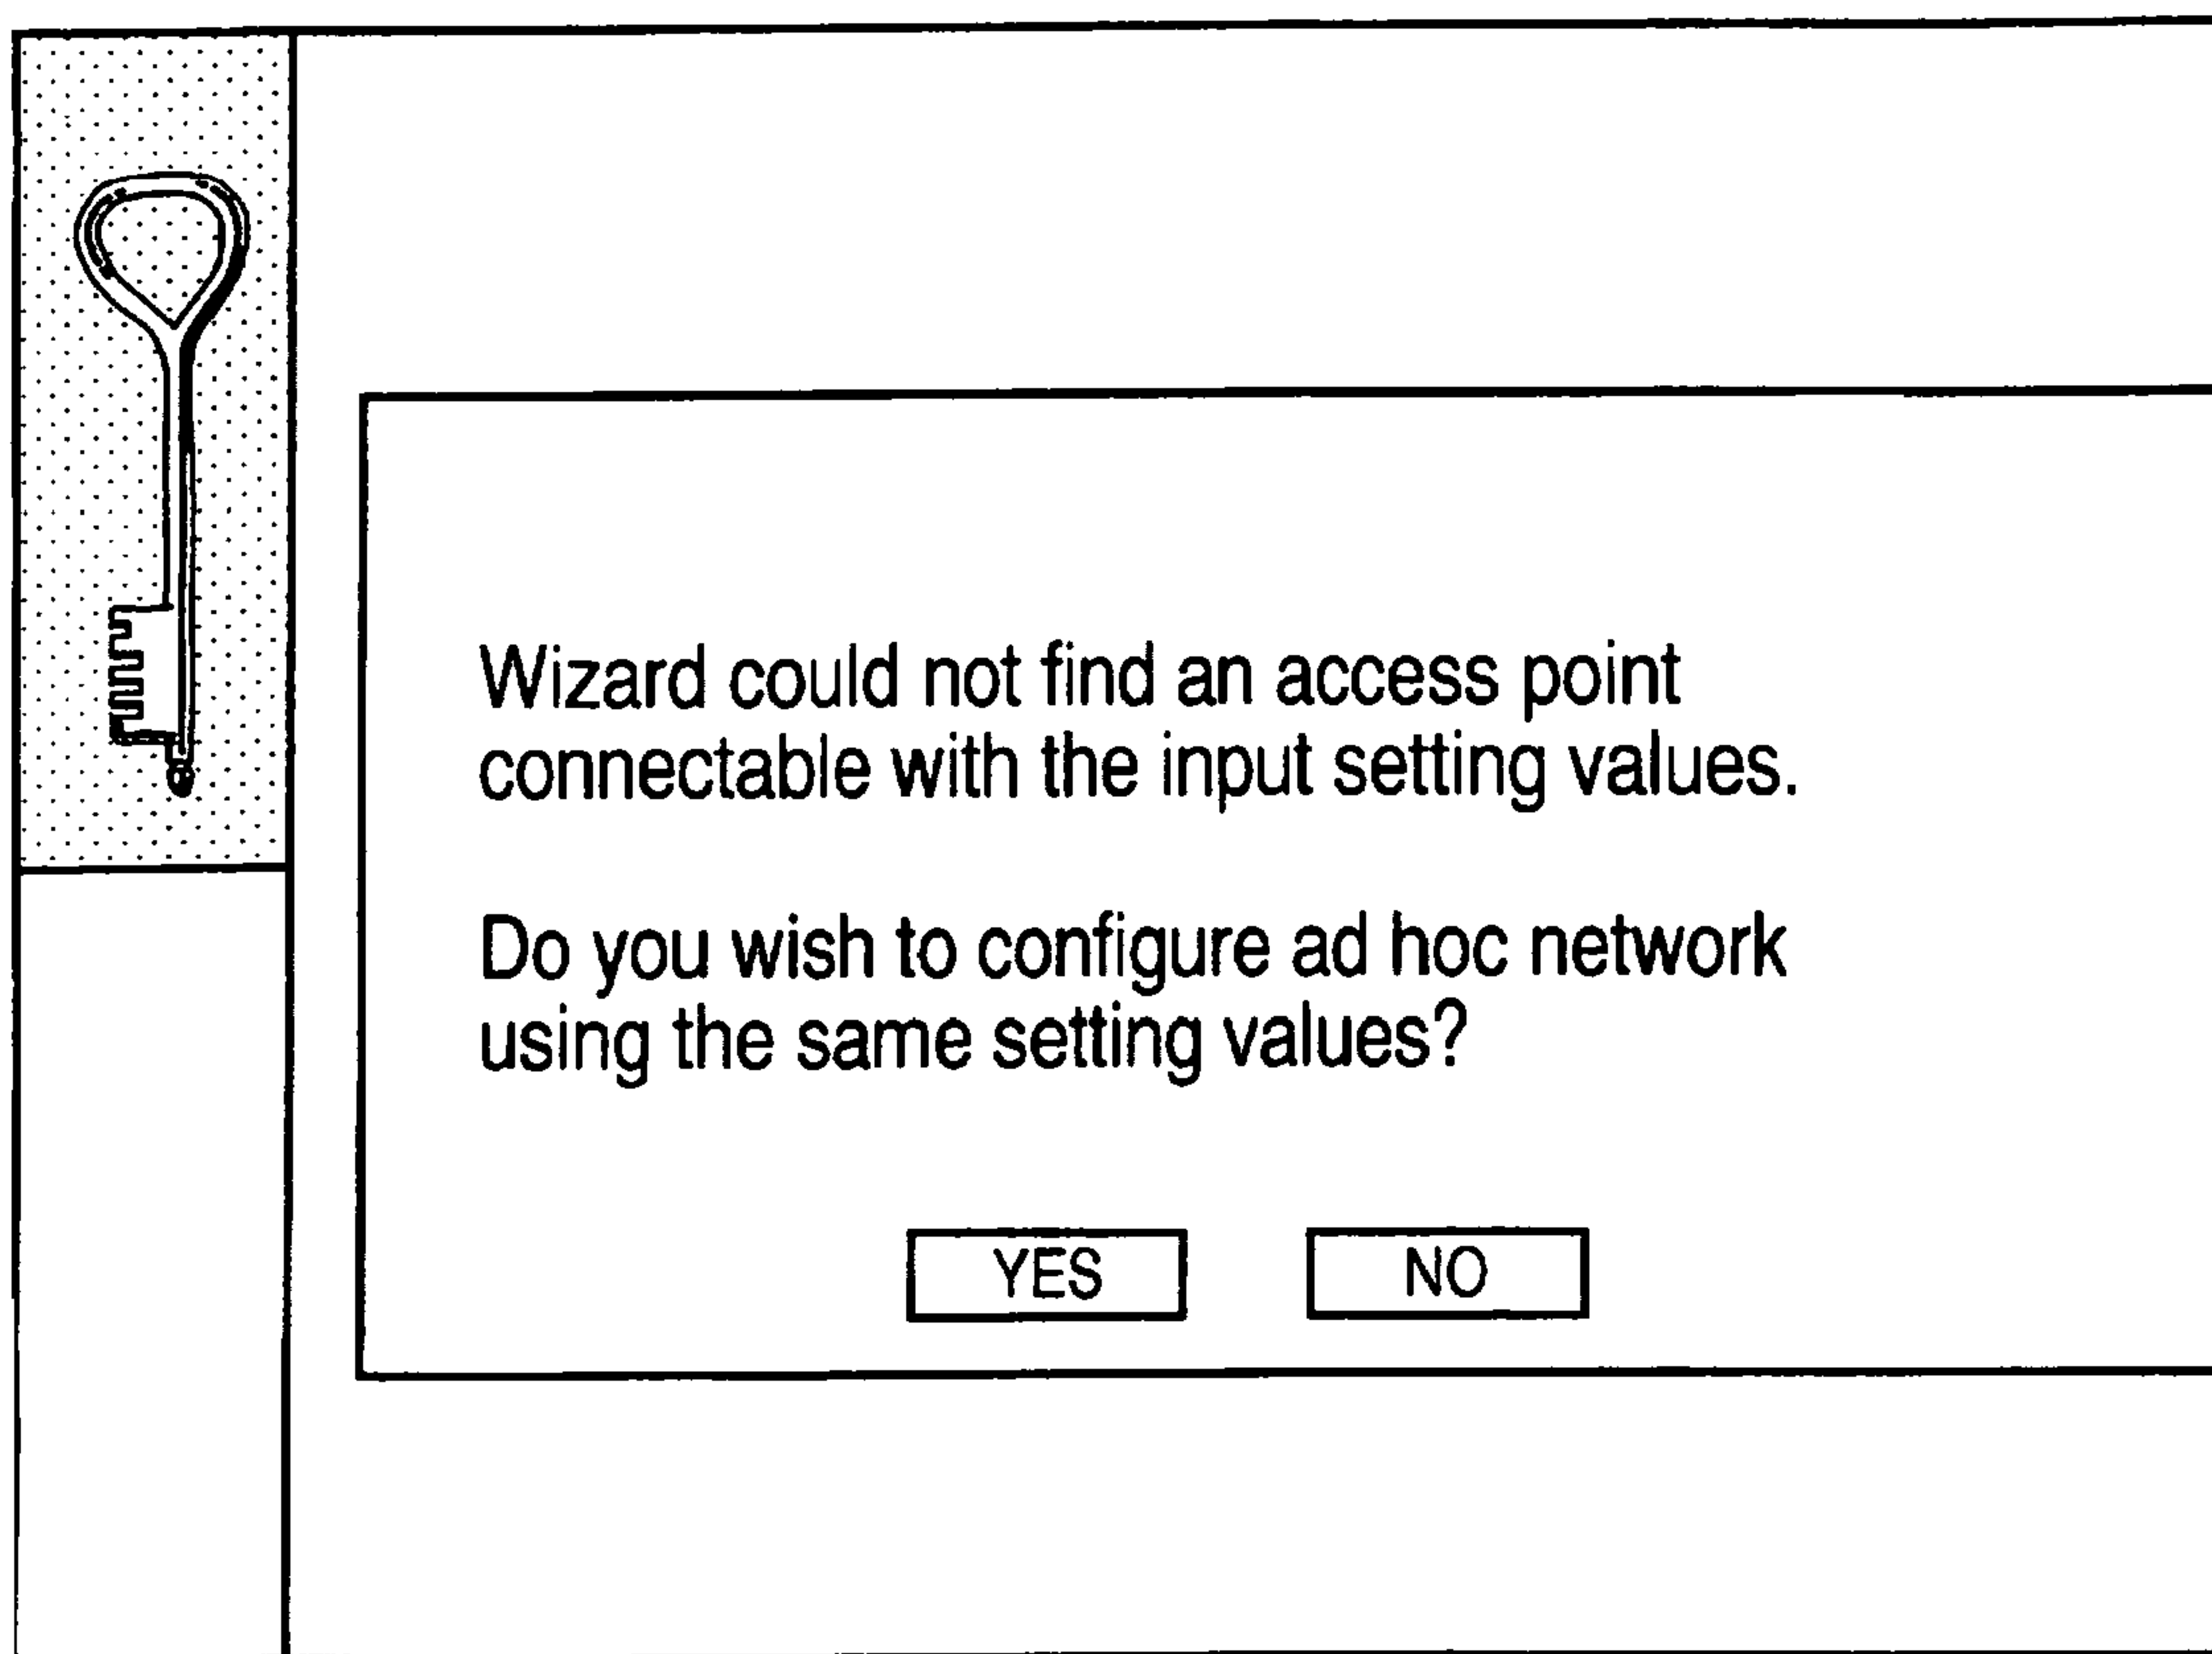 Wizard could not find an access point
connectable with the input setting values.
Do you wish to configure ad hoc network
using the same setting values?
YES
NO